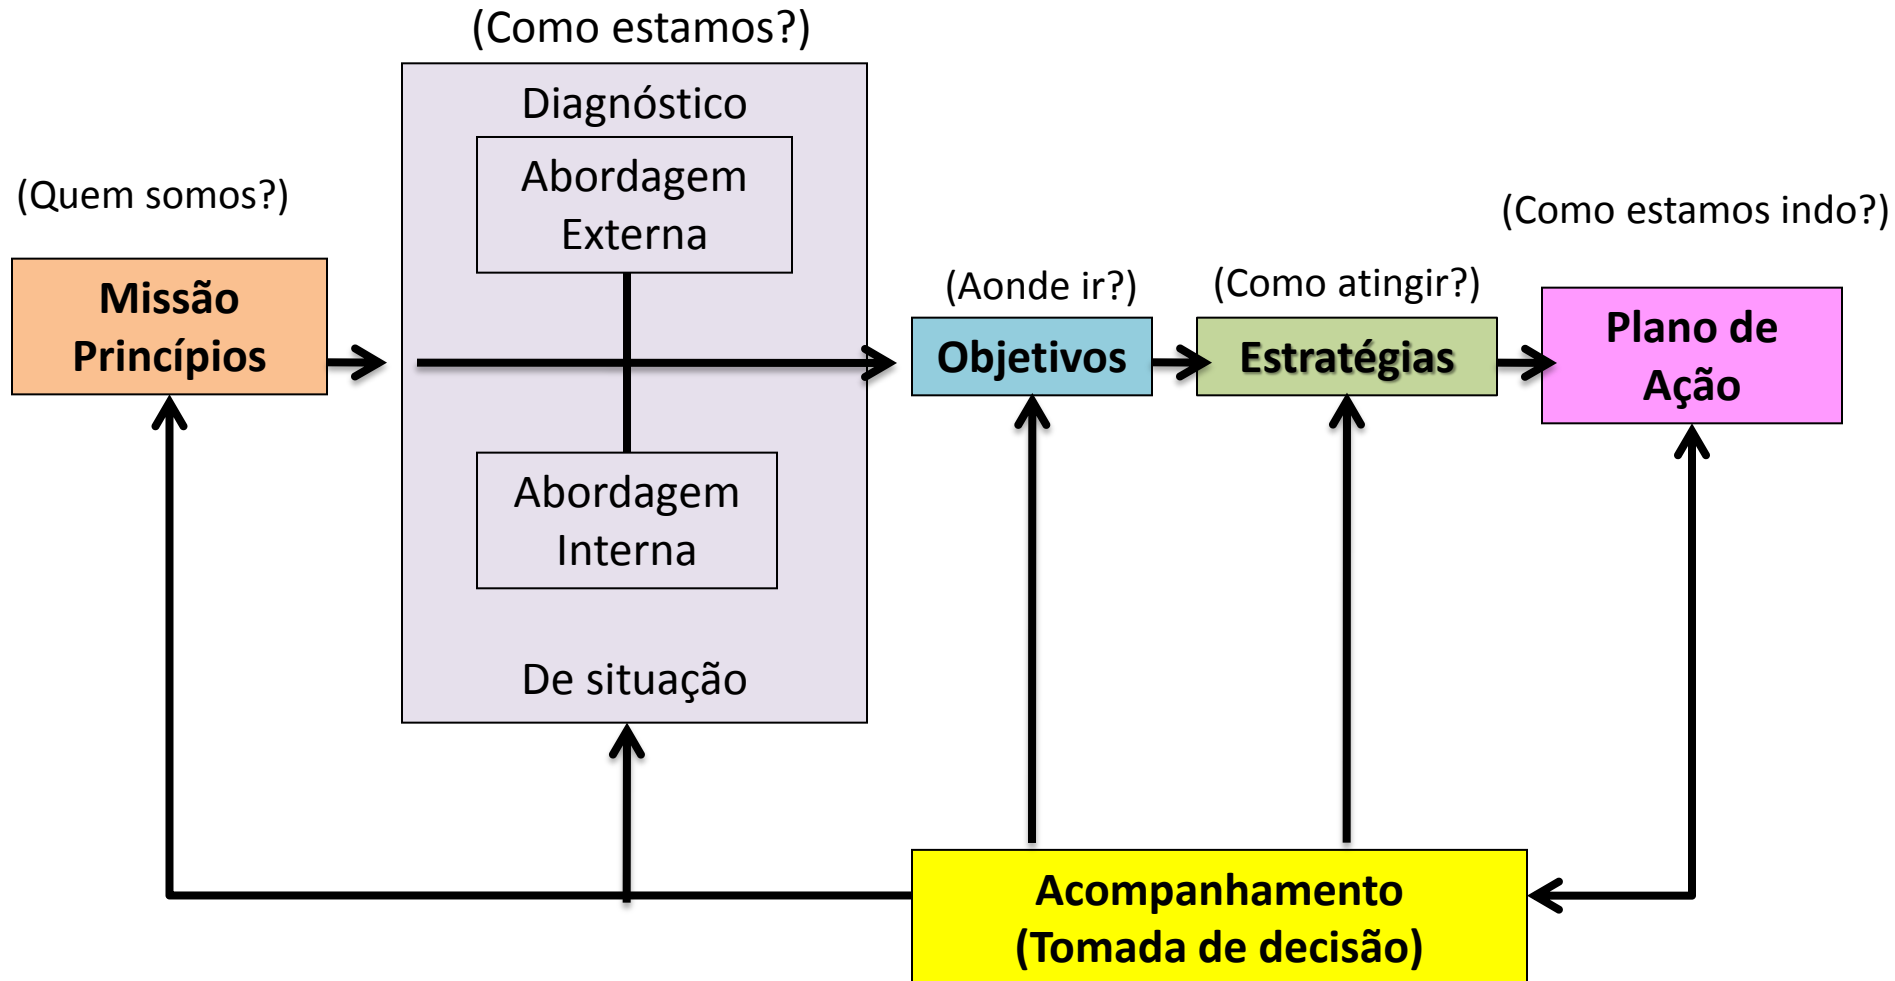 (Como estamos?)
Diagnóstico
Abordagem
Externa
(Quem somos?)
Missão
Princípios
Abordagem
Interna
De situação
(Aonde ir?)
Objetivos
(Como atingir?)
Estratégias
(Como estamos indo?)
Plano de
Ação
Acompanhamento
(Tomada de decisão)